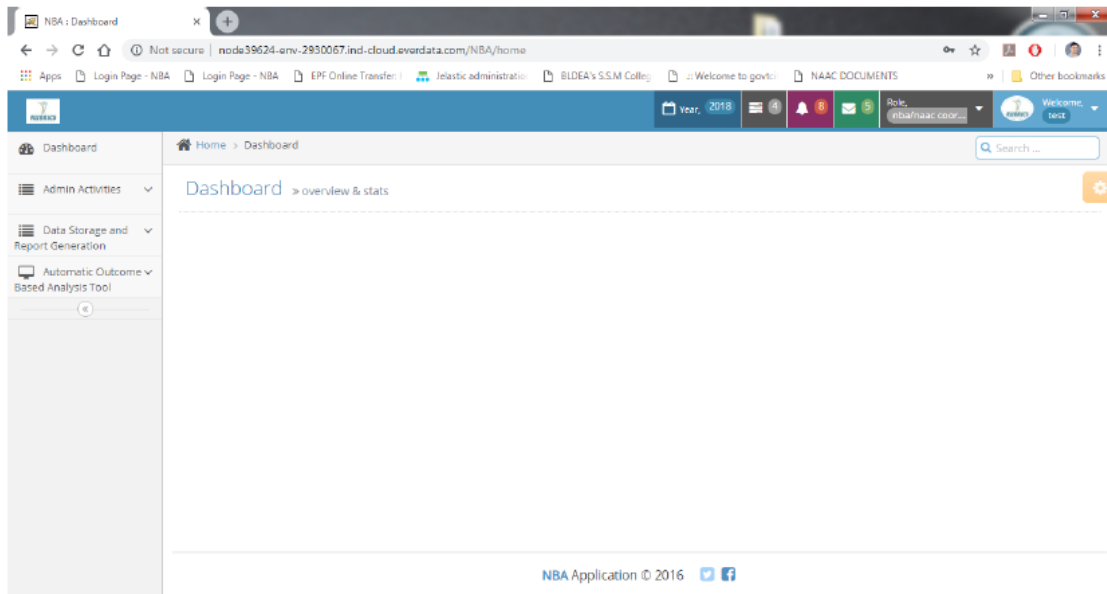 NBA : Dashboard
Not secure | node39624-env-2930067.ind-cloud.everdata.com/NBA/home
Apps Login Page - NBA Login Page - NBA EPF Online Transfer Jelastic administratio BLDEA's S.S.M Colleg .:: Welcome to govt NAAC DOCUMENTS » Other bookmarks
Year, 2018 4 8 5 Role, nba/naac coor... Welcome, test
Dashboard
Home > Dashboard
Search ...
Admin Activities
Dashboard » overview & stats
Data Storage and
Report Generation
Automatic Outcome
Based Analysis Tool
NBA Application © 2016